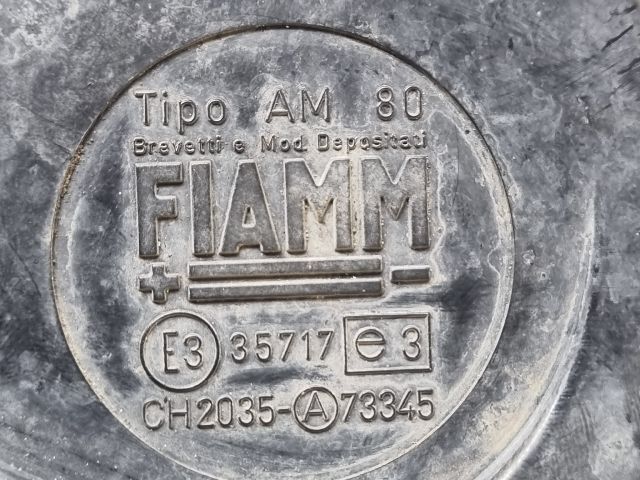 Tipo AM 80
Brevetti e Mod. Depositati
FIAMM
+ -
E3 35717 e 3
CH2035-A73345